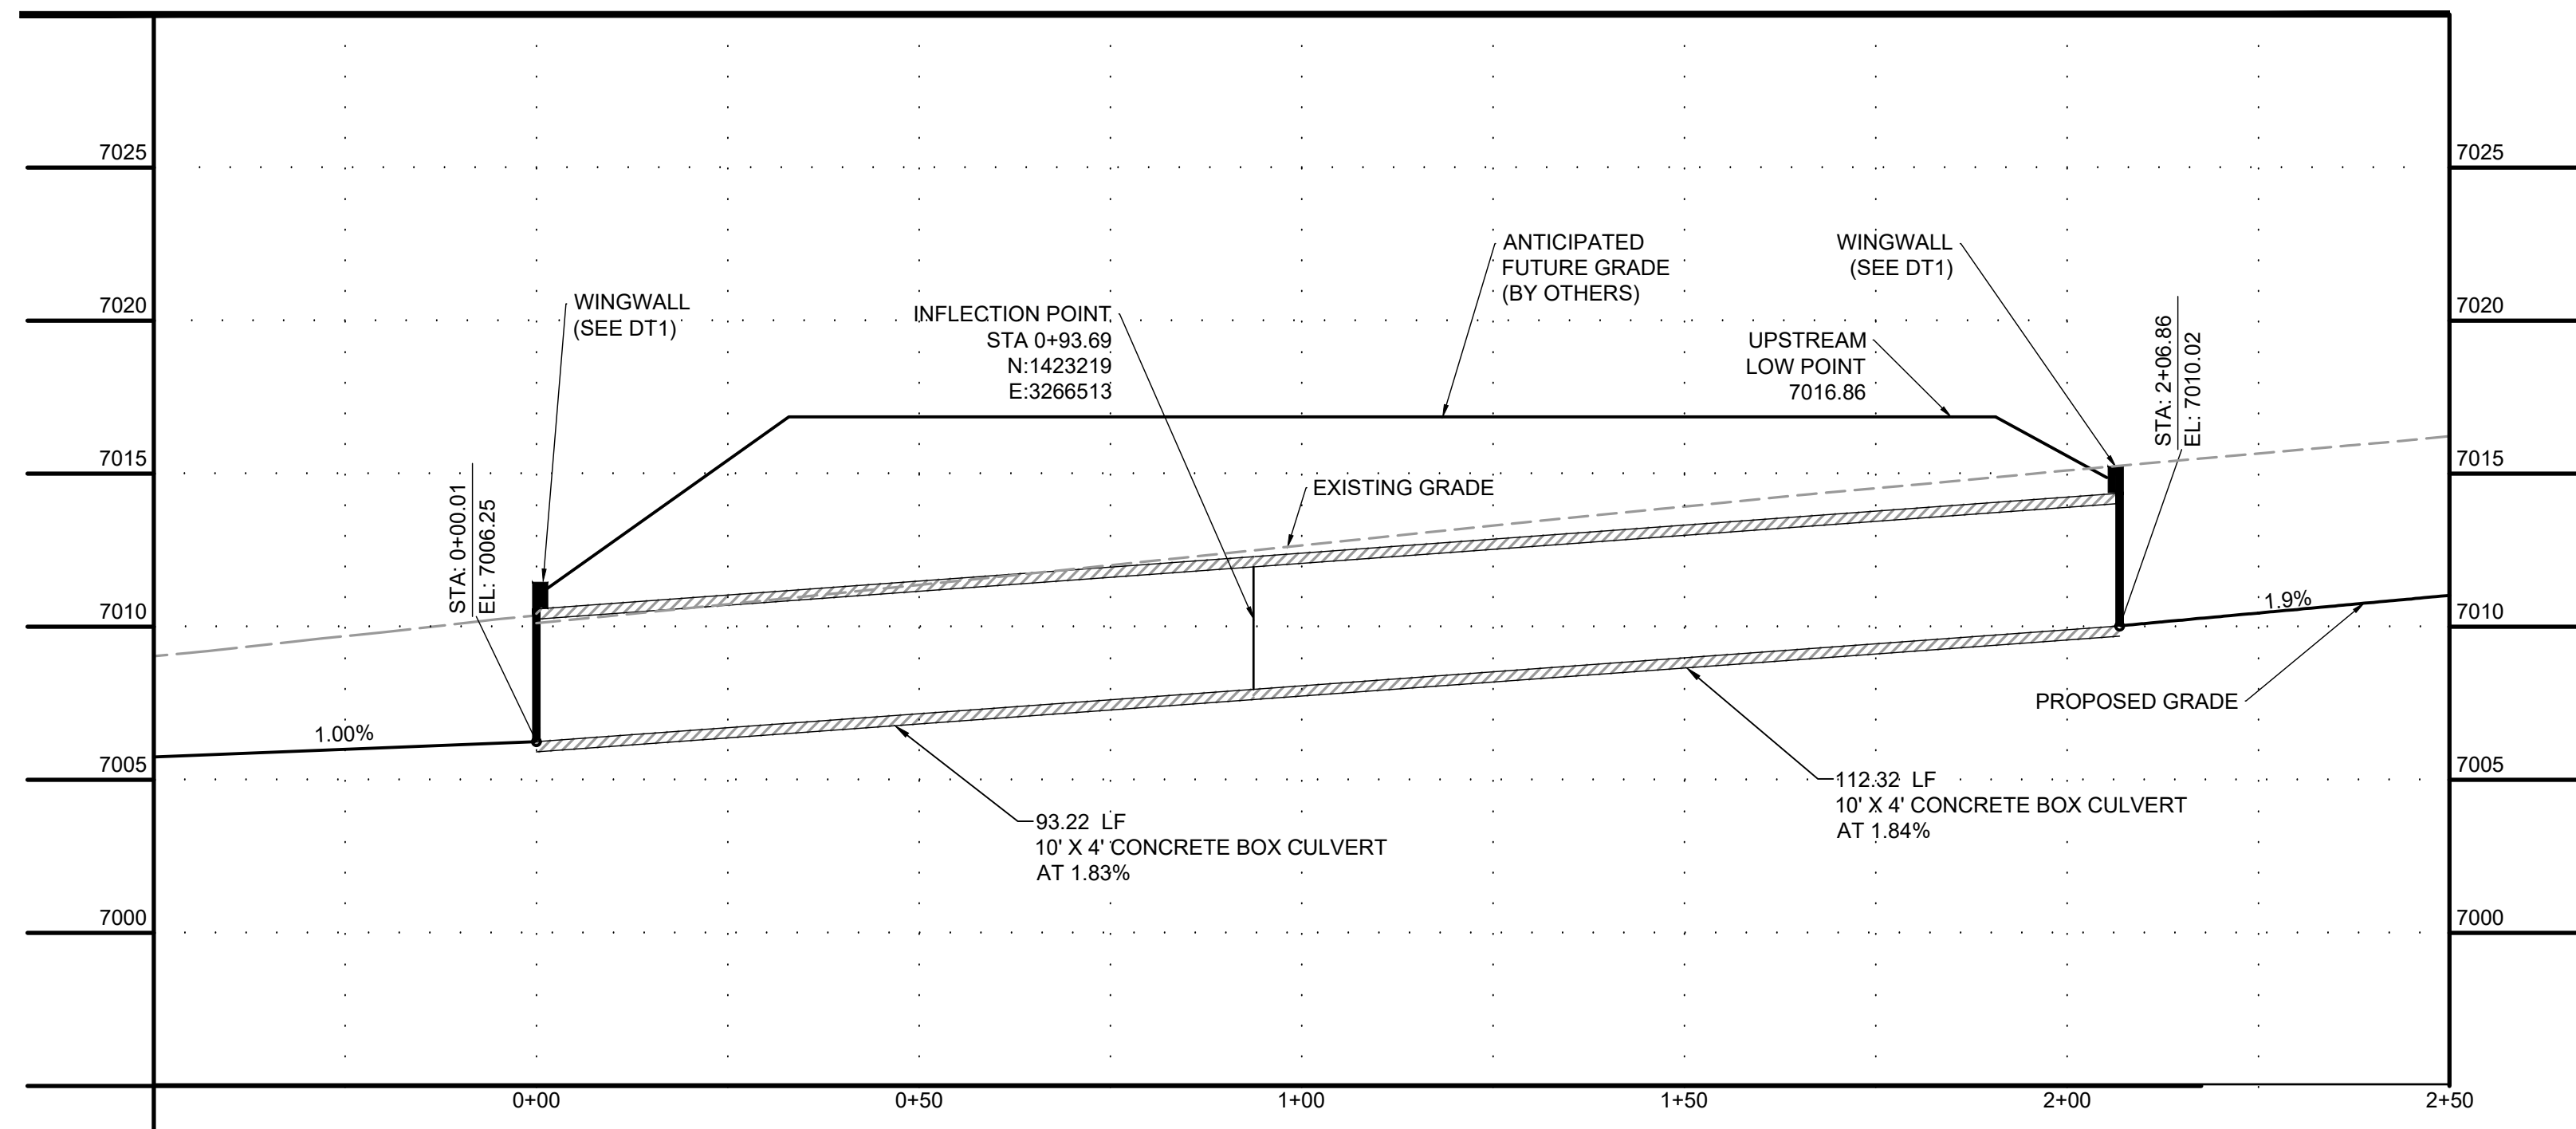 7025
7025
ANTICIPATED
FUTURE GRADE
(BY OTHERS)
WINGWALL
(SEE DT1)
WINGWALL
(SEE DT1)
INFLECTION POINT
STA 0+93.69
N:1423219
E:3266513
7020
7020
UPSTREAM
LOW POINT
7016.86
STA: 2+06.86
EL: 7010.02
7015
7015
EXISTING GRADE
STA: 0+00.01
EL: 7006.25
7010
7010
1.9%
PROPOSED GRADE
1.00%
7005
7005
93.22 LF
10' X 4' CONCRETE BOX CULVERT
AT 1.83%
112.32 LF
10' X 4' CONCRETE BOX CULVERT
AT 1.84%
7000
7000
0+00
0+50
1+00
1+50
2+00
2+50